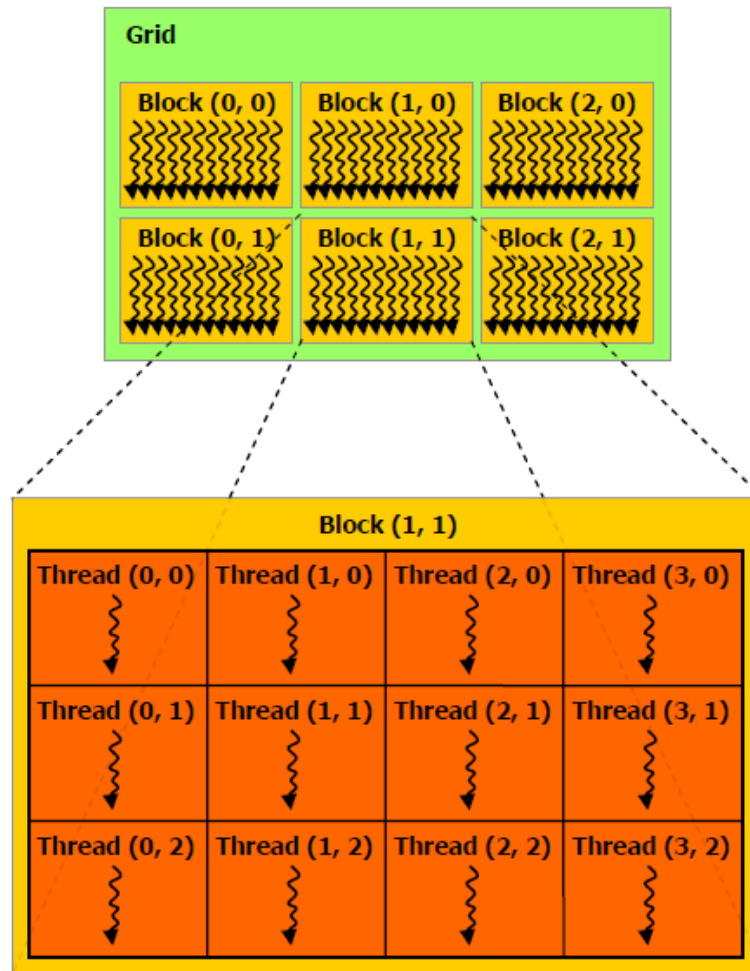 Grid
Block (0, 0) Block (1, 0) Block (2, 0)
Block (0, 1) Block (1, 1) Block (2, 1)
Block (1, 1)
Thread (0, 0) Thread (1, 0) Thread (2, 0) Thread (3, 0)
Thread (0, 1) Thread (1, 1) Thread (2, 1) Thread (3, 1)
Thread (0, 2) Thread (1, 2) Thread (2, 2) Thread (3, 2)